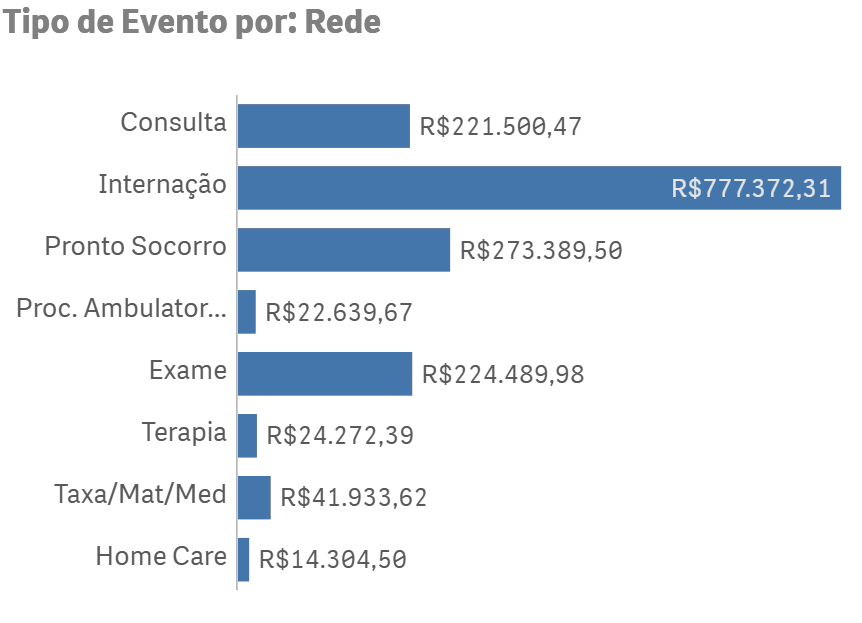 Tipo de Evento por: Rede
Consulta R$221.500,47
Internação R$777.372,31
Pronto Socorro R$273.389,50
Proc. Ambulator... R$22.639,67
Exame R$224.489,98
Terapia R$24.272,39
Taxa/Mat/Med R$41.933,62
Home Care R$14.304,50